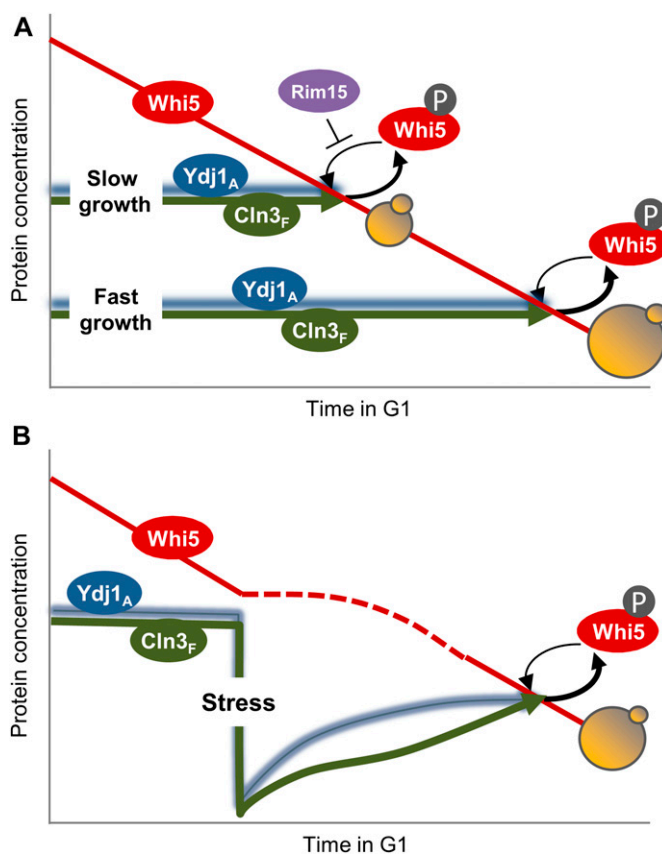 A
Protein concentration
Whi5
Rim15
P
Whi5
Slow
growth
Ydj1A
Cln3F
P
Whi5
Fast
growth
Ydj1A
Cln3F
Time in G1
B
Protein concentration
Whi5
Ydj1A
Cln3F
Stress
P
Whi5
Time in G1